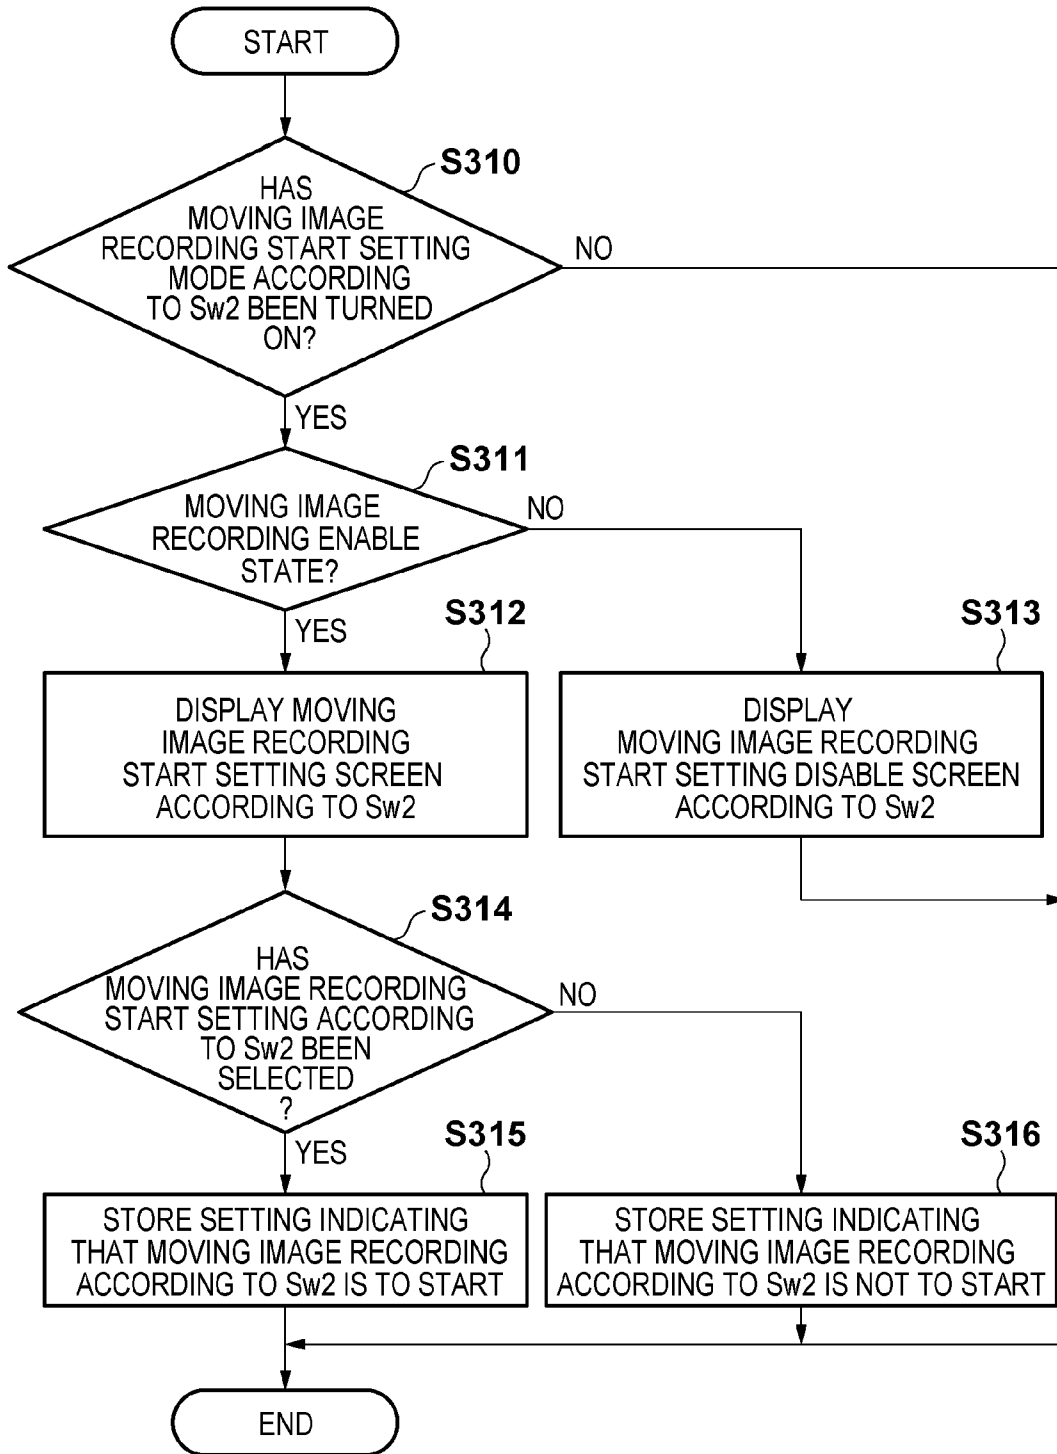 START
S310
HAS
MOVING IMAGE
RECORDING START SETTING
MODE ACCORDING
TO Sw2 BEEN TURNED
ON?
NO
YES
S311
MOVING IMAGE
RECORDING ENABLE
STATE?
NO
YES
S312
DISPLAY MOVING
IMAGE RECORDING
START SETTING SCREEN
ACCORDING TO Sw2
S313
DISPLAY
MOVING IMAGE RECORDING
START SETTING DISABLE SCREEN
ACCORDING TO Sw2
S314
HAS
MOVING IMAGE RECORDING
START SETTING ACCORDING
TO Sw2 BEEN
SELECTED
?
NO
YES
S315
STORE SETTING INDICATING
THAT MOVING IMAGE RECORDING
ACCORDING TO Sw2 IS TO START
S316
STORE SETTING INDICATING
THAT MOVING IMAGE RECORDING
ACCORDING TO Sw2 IS NOT TO START
END